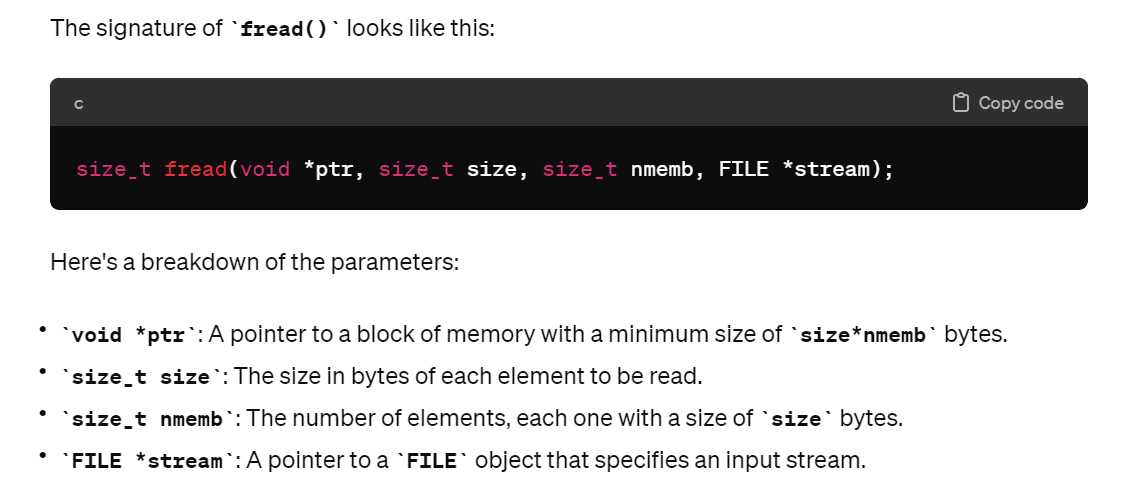 The signature of `fread()` looks like this:
c
Copy code
size_t fread(void *ptr, size_t size, size_t nmemb, FILE *stream);
Here's a breakdown of the parameters:
• `void *ptr`: A pointer to a block of memory with a minimum size of `size*nmemb` bytes.
• `size_t size`: The size in bytes of each element to be read.
• `size_t nmemb`: The number of elements, each one with a size of `size` bytes.
• `FILE *stream`: A pointer to a `FILE` object that specifies an input stream.